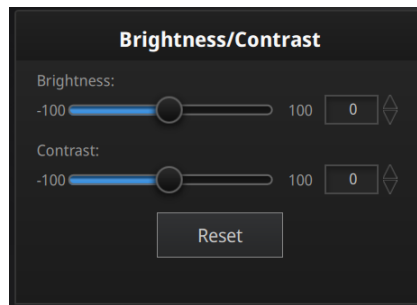 Brightness/Contrast
Brightness:
-100 100 0
Contrast:
-100 100 0
Reset